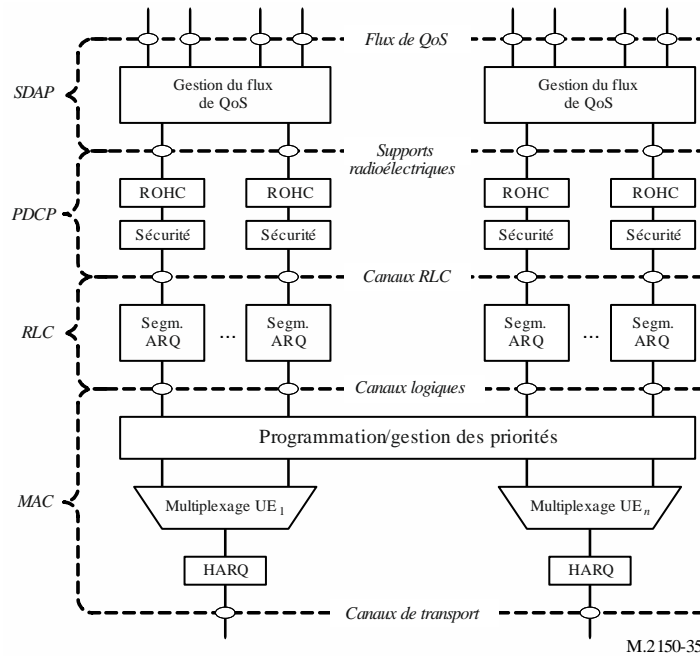 Flux de QoS
SDAP
Gestion du flux
de QoS
Gestion du flux
de QoS
Supports
radioélectriques
PDCP
ROHC
ROHC
ROHC
ROHC
Sécurité
Sécurité
Sécurité
Sécurité
Canaux RLC
RLC
Segm.
ARQ
...
Segm.
ARQ
Segm.
ARQ
...
Segm.
ARQ
Canaux logiques
Programmation/gestion des priorités
MAC
Multiplexage UE1
Multiplexage UEn
HARQ
HARQ
Canaux de transport
M.2150-35